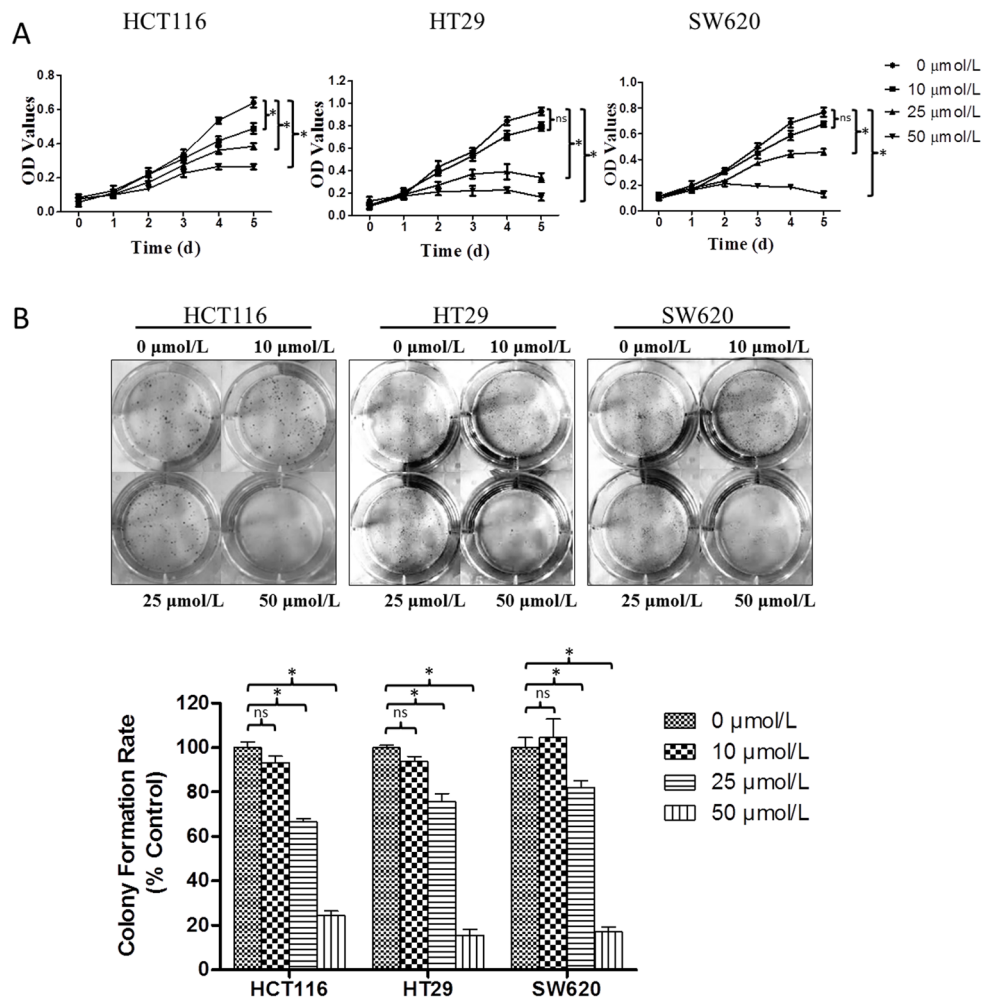 A
HCT116 HT29 SW620
OD Values
0.8
0.6
0.4
0.2
0.0
0 1 2 3 4 5
Time (d)
* * *
OD Values
1.2
1.0
0.8
0.6
0.4
0.2
0.0
0 1 2 3 4 5
Time (d)
ns * *
OD Values
1.0
0.8
0.6
0.4
0.2
0.0
0 1 2 3 4 5
Time (d)
ns * *
0 μmol/L
10 μmol/L
25 μmol/L
50 μmol/L
B
HCT116 HT29 SW620
0 μmol/L 10 μmol/L 0 μmol/L 10 μmol/L 0 μmol/L 10 μmol/L
25 μmol/L 50 μmol/L 25 μmol/L 50 μmol/L 25 μmol/L 50 μmol/L
Colony Formation Rate
(% Control)
120
100
80
60
40
20
0
*
*
ns
*
*
ns
*
*
ns
HCT116 HT29 SW620
0 μmol/L
10 μmol/L
25 μmol/L
50 μmol/L